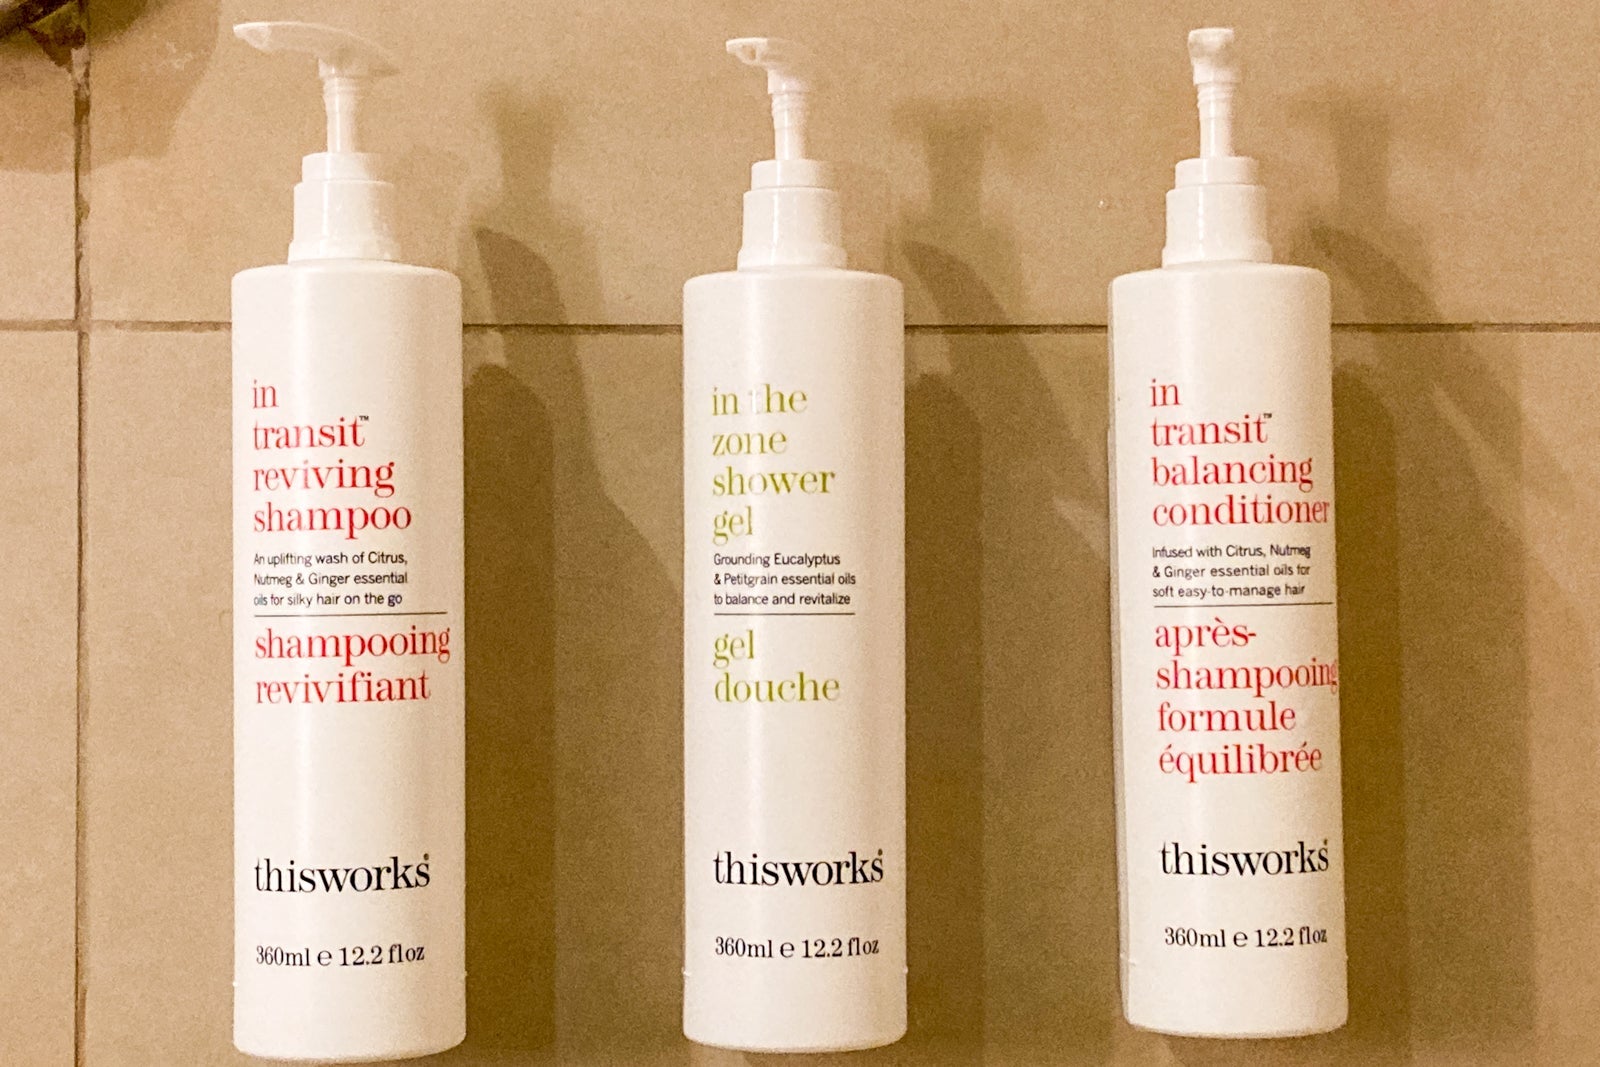 in
transit™
reviving
shampoo
An uplifting wash of Citrus,
Nutmeg & Ginger essential
oils for silky hair on the go
shampooing
revivifiant
thisworks®
360ml e 12.2 fl oz
in the
zone
shower
gel
Grounding Eucalyptus
& Petitgrain essential oils
to balance and revitalize
gel
douche
thisworks®
360ml e 12.2 fl oz
in
transit™
balancing
conditioner
Infused with Citrus, Nutmeg
& Ginger essential oils for
soft easy-to-manage hair
après-
shampooing
formule
équilibrée
thisworks®
360ml e 12.2 fl oz